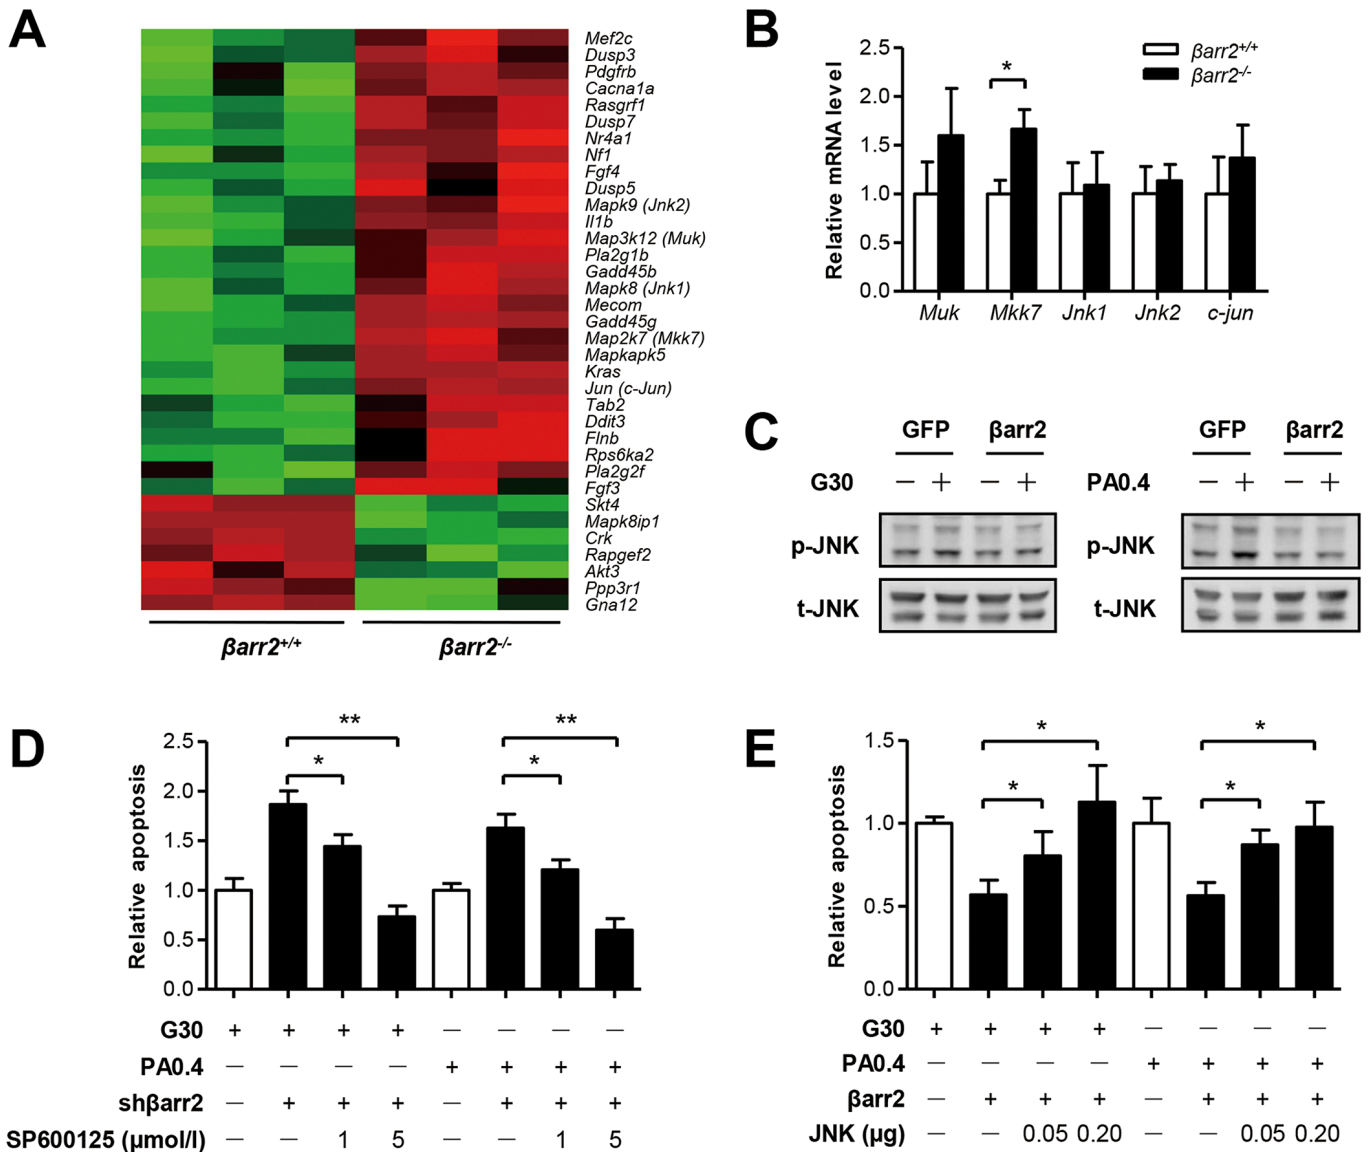 A
Mef2c
Dusp3
Pdgfrb
Cacna1a
Rasgrf1
Dusp7
Nr4a1
Nf1
Fgf4
Dusp5
Mapk9 (Jnk2)
Il1b
Map3k12 (Muk)
Pla2g1b
Gadd45b
Mapk8 (Jnk1)
Mecom
Gadd45g
Map2k7 (Mkk7)
Mapkapk5
Kras
Jun (c-Jun)
Tab2
Ddit3
Flnb
Rps6ka2
Pla2g2f
Fgf3
Skt4
Mapk8ip1
Crk
Rapgef2
Akt3
Ppp3r1
Gna12
βarr2+/+ βarr2-/-
B
βarr2+/+
βarr2-/-
Relative mRNA level
2.5
2.0
1.5
1.0
0.5
0.0
*
Muk Mkk7 Jnk1 Jnk2 c-jun
C
GFP βarr2 GFP βarr2
G30 — + — + PA0.4 — + — +
p-JNK p-JNK
t-JNK t-JNK
D
Relative apoptosis
2.5
2.0
1.5
1.0
0.5
0.0
** **
* *
G30 + + + + — — —
PA0.4 — — — — + + +  +
shβarr2 — + + + — + + +
SP600125 (µmol/l) — — 1 5 — — 1 5
E
Relative apoptosis
1.5
1.0
0.5
0.0
* *
* *
G30 + + + + — — — —
PA0.4 — — — — + + + +
βarr2 — + + + — + + +
JNK (µg) — — 0.05 0.20 — — 0.05 0.20